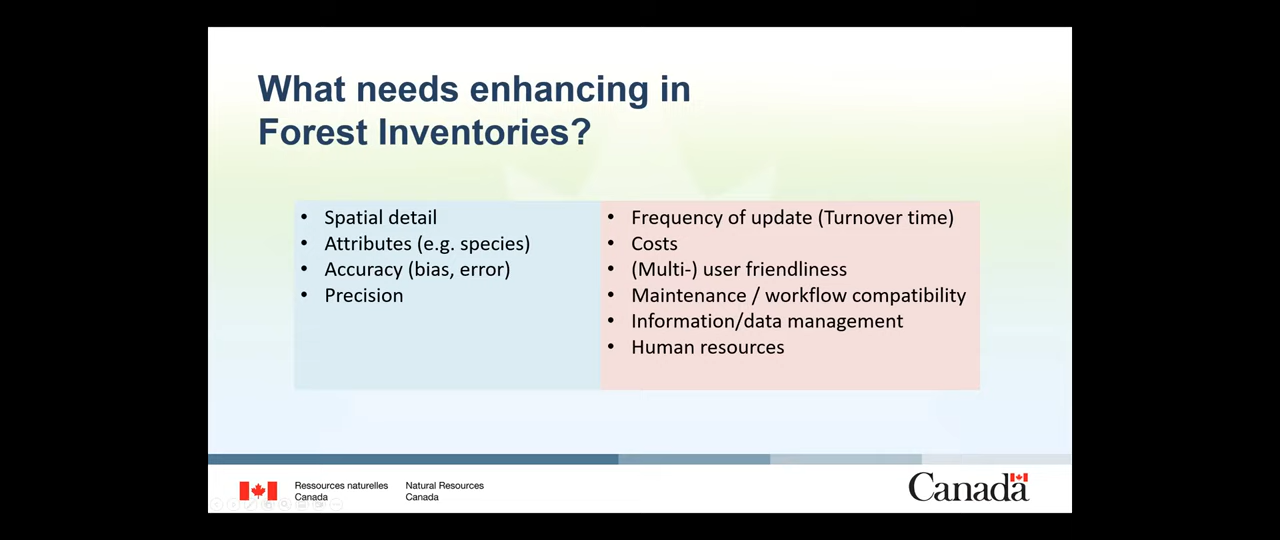 What needs enhancing in
Forest Inventories?
• Spatial detail
• Attributes (e.g. species)
• Accuracy (bias, error)
• Precision
• Frequency of update (Turnover time)
• Costs
• (Multi-) user friendliness
• Maintenance / workflow compatibility
• Information/data management
• Human resources
Ressources naturelles
Canada
Natural Resources
Canada
Canada